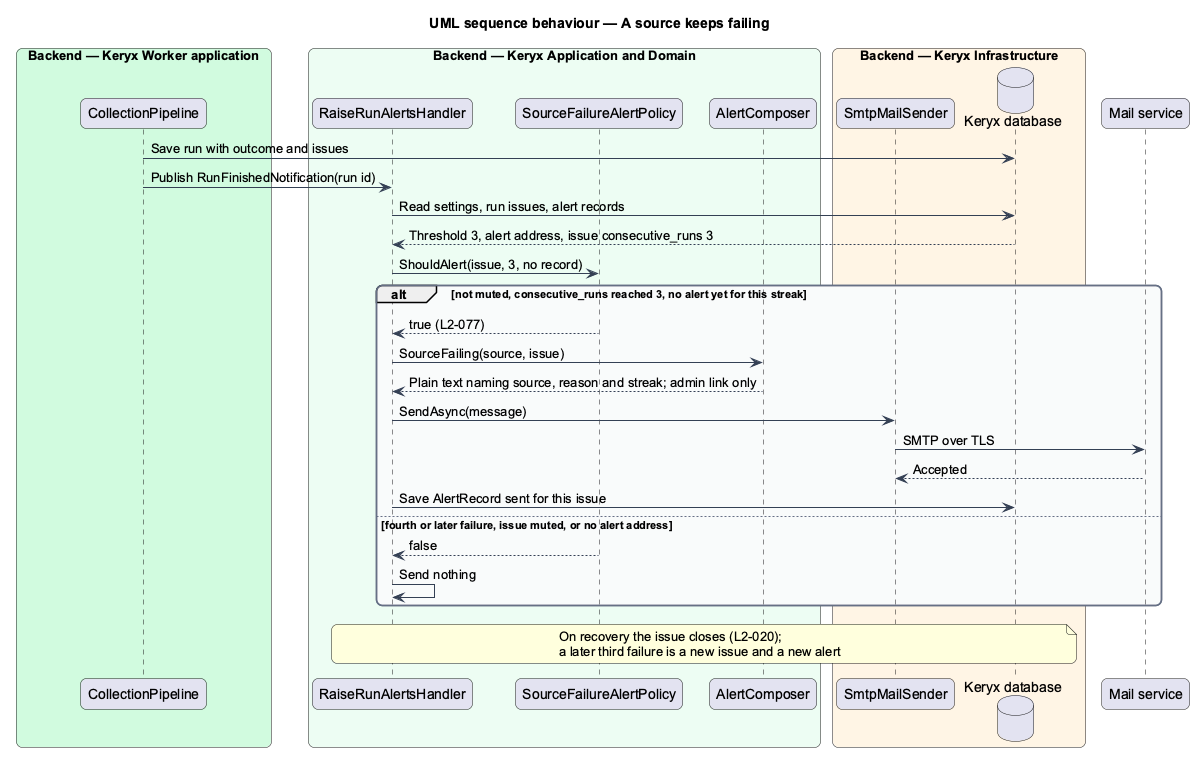 UML sequence behaviour — A source keeps failing
Backend — Keryx Worker application
Backend — Keryx Application and Domain
Backend — Keryx Infrastructure
CollectionPipeline
RaiseRunAlertsHandler
SourceFailureAlertPolicy
AlertComposer
SmtpMailSender
Keryx database
Mail service
Save run with outcome and issues
Publish RunFinishedNotification(run id)
Read settings, run issues, alert records
Threshold 3, alert address, issue consecutive_runs 3
ShouldAlert(issue, 3, no record)
alt
[not muted, consecutive_runs reached 3, no alert yet for this streak]
true (L2-077)
SourceFailing(source, issue)
Plain text naming source, reason and streak; admin link only
SendAsync(message)
SMTP over TLS
Accepted
Save AlertRecord sent for this issue
[fourth or later failure, issue muted, or no alert address]
false
Send nothing
On recovery the issue closes (L2-020);
a later third failure is a new issue and a new alert
CollectionPipeline
RaiseRunAlertsHandler
SourceFailureAlertPolicy
AlertComposer
SmtpMailSender
Keryx database
Mail service